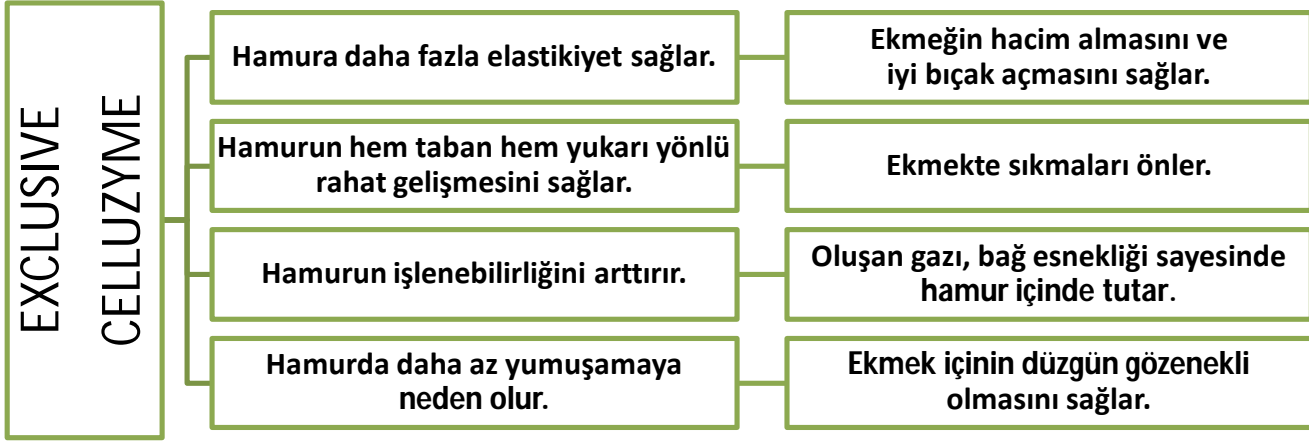 EXCLUSIVE
CELLUZYME
Hamura daha fazla elastikiyet sağlar.
Ekmeğin hacim almasını ve
iyi bıçak açmasını sağlar.
Hamurun hem taban hem yukarı yönlü
rahat gelişmesini sağlar.
Ekmekte sıkmaları önler.
Hamurun işlenebilirliğini arttırır.
Oluşan gazı, bağ esnekliği sayesinde
hamur içinde tutar.
Hamurda daha az yumuşamaya
neden olur.
Ekmek içinin düzgün gözenekli
olmasını sağlar.